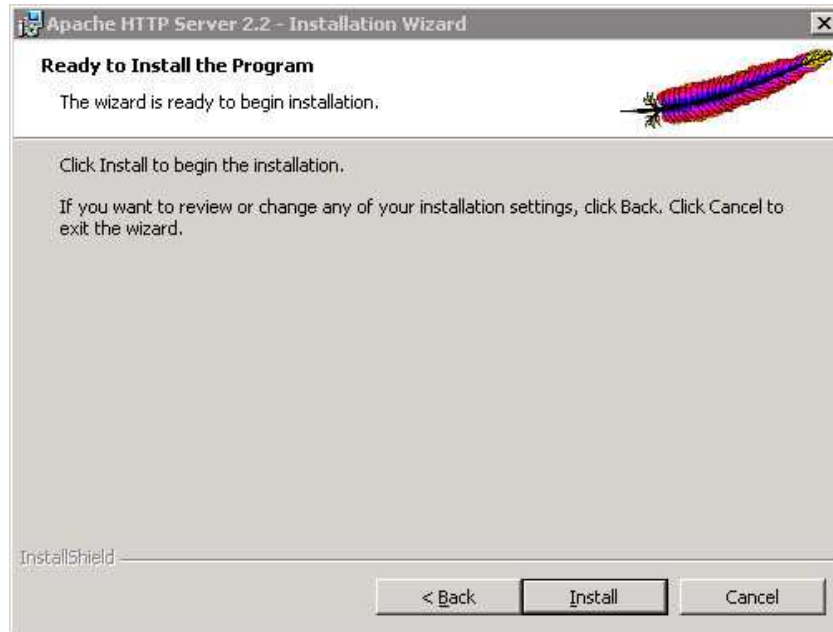 Apache HTTP Server 2.2 - Installation Wizard
Ready to Install the Program
The wizard is ready to begin installation.
Click Install to begin the installation.
If you want to review or change any of your installation settings, click Back. Click Cancel to
exit the wizard.
InstallShield
< Back
Install
Cancel